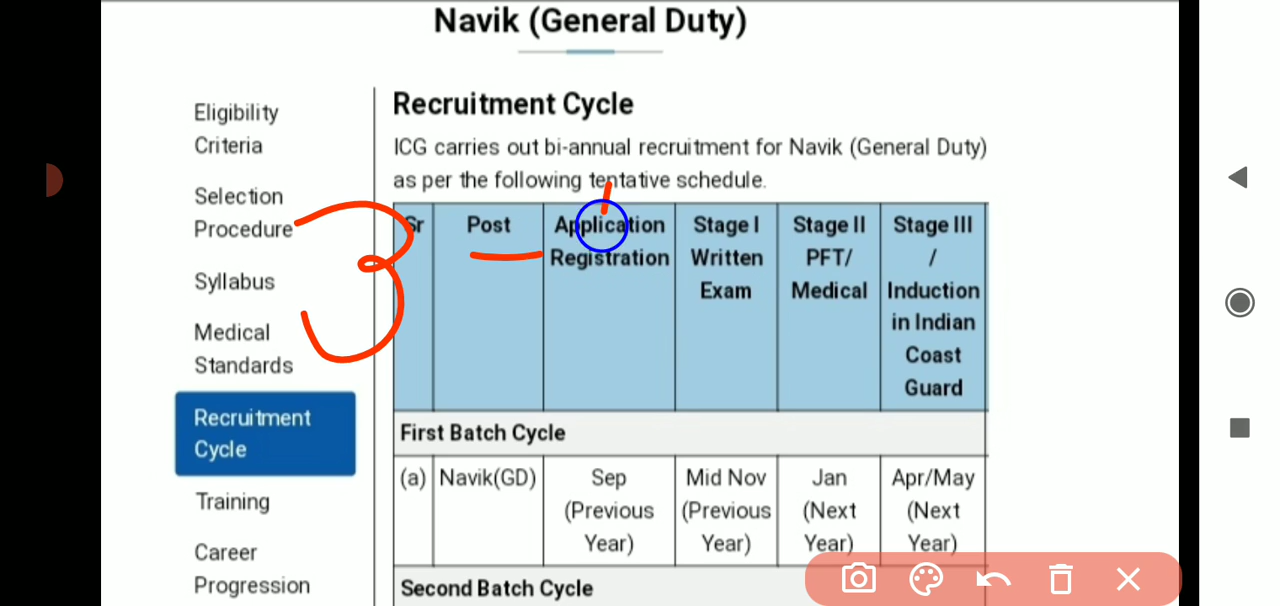 Navik (General Duty)
Eligibility
Criteria
Selection
Procedure
Syllabus
Medical
Standards
Recruitment
Cycle
Training
Career
Progression
Recruitment Cycle
ICG carries out bi-annual recruitment for Navik (General Duty)
as per the following tentative schedule.
Sr
Post
Application
Registration
Stage I
Written
Exam
Stage II
PFT/
Medical
Stage III
/
Induction
in Indian
Coast
Guard
First Batch Cycle
(a)
Navik(GD)
Sep
(Previous
Year)
Mid Nov
(Previous
Year)
Jan
(Next
Year)
Apr/May
(Next
Year)
Second Batch Cycle